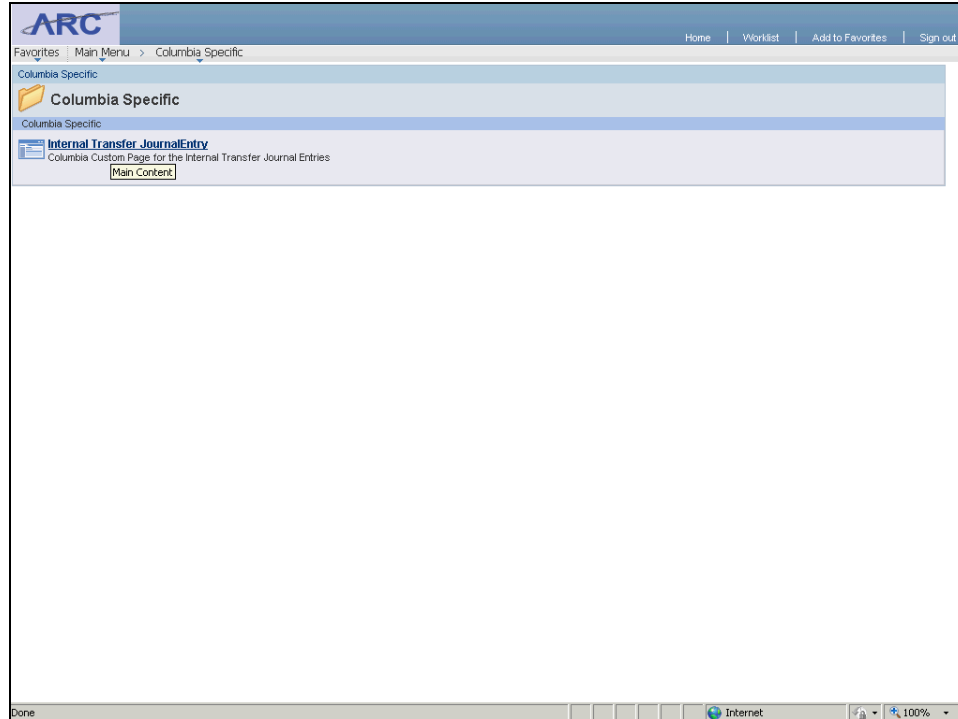 ARC
Home | Worklist | Add to Favorites | Sign out
Favorites | Main Menu > Columbia Specific
Columbia Specific
Columbia Specific
Columbia Specific
Internal Transfer JournalEntry
Columbia Custom Page for the Internal Transfer Journal Entries
Main Content
Done Internet 100%